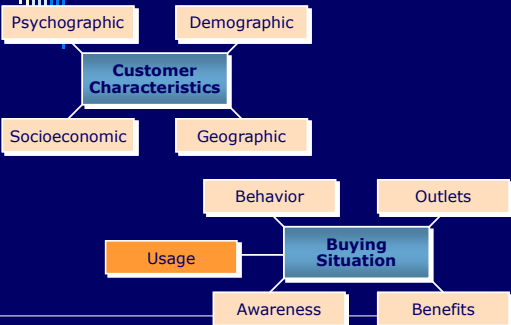 Psychographic
Demographic
Customer
Characteristics
Socioeconomic
Geographic
Behavior
Outlets
Usage
Buying
Situation
Awareness
Benefits